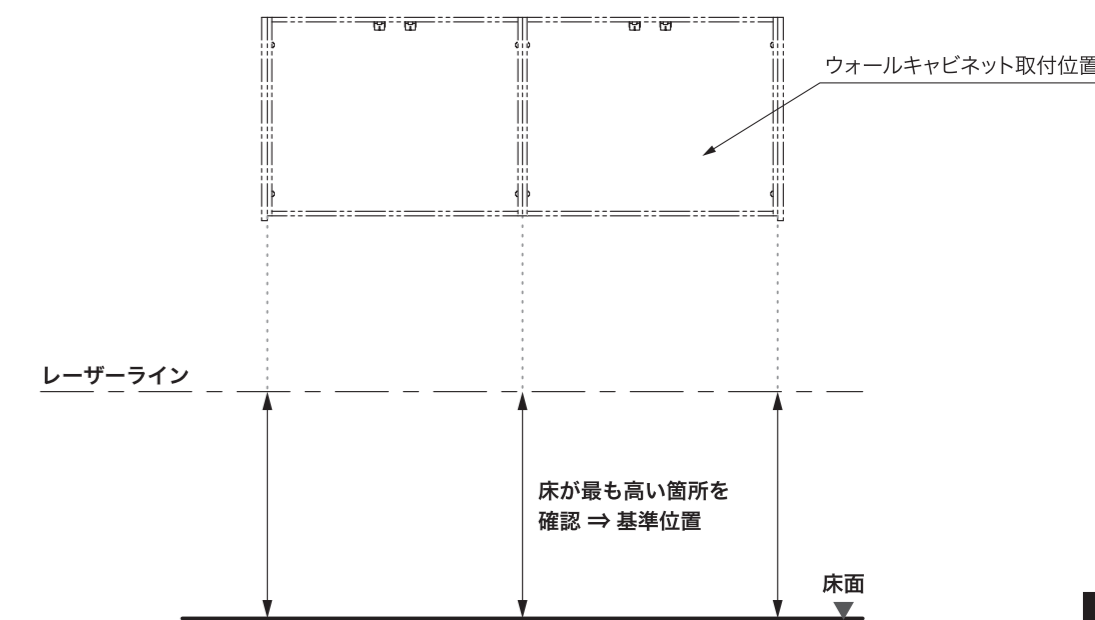 ウォールキャビネット取付位置
レーザーライン
床が最も高い箇所を
確認 ⇒ 基準位置
床面